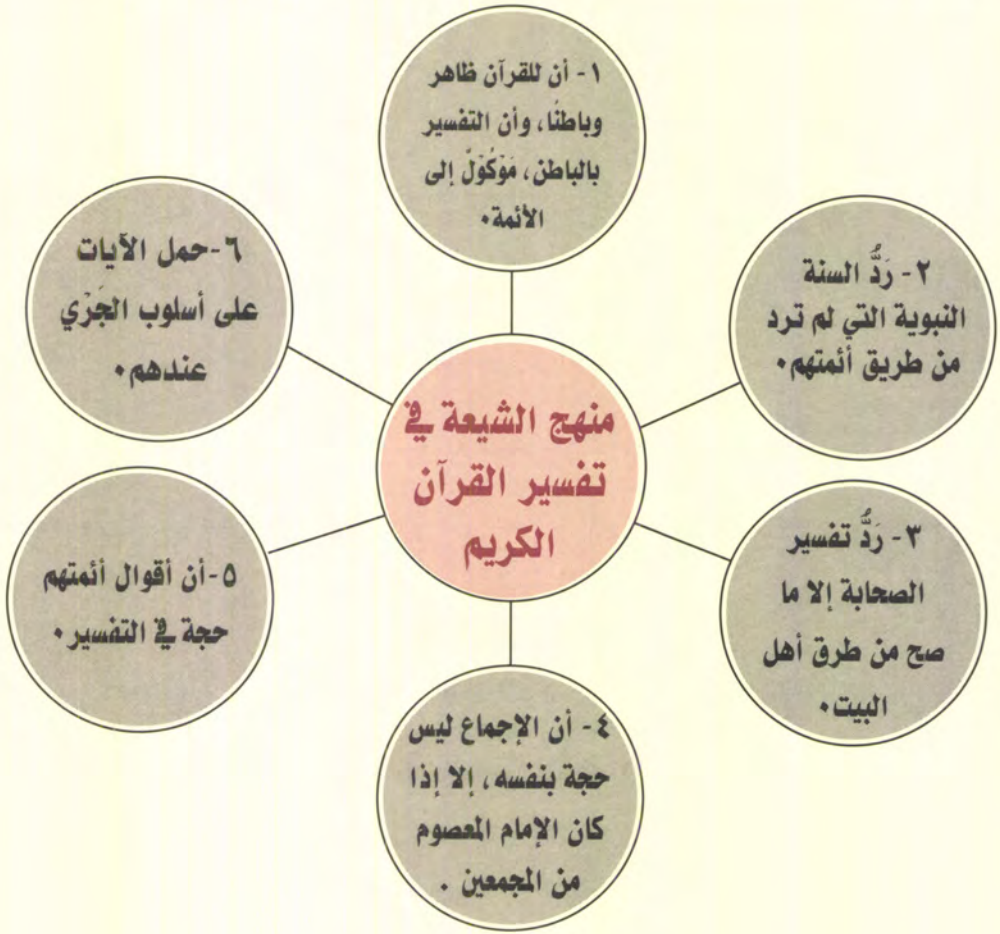 منهج الشيعة في
تفسير القرآن
الكريم
١- أن للقرآن ظاهر
وباطنًا، وأن التفسير
بالباطن، مَوْكُوْلٌ إلى
الأئمة.
٢- رَدُّ السنة
النبوية التي لم ترد
من طريق أئمتهم.
٣- رَدُّ تفسير
الصحابة إلا ما
صح من طرق أهل
البيت.
٤- أن الإجماع ليس
حجة بنفسه، إلا إذا
كان الإمام المعصوم
من المجمعين .
٥-أن أقوال أئمتهم
حجة في التفسير.
٦-حمل الآيات
على أسلوب الجَرْي
عندهم.